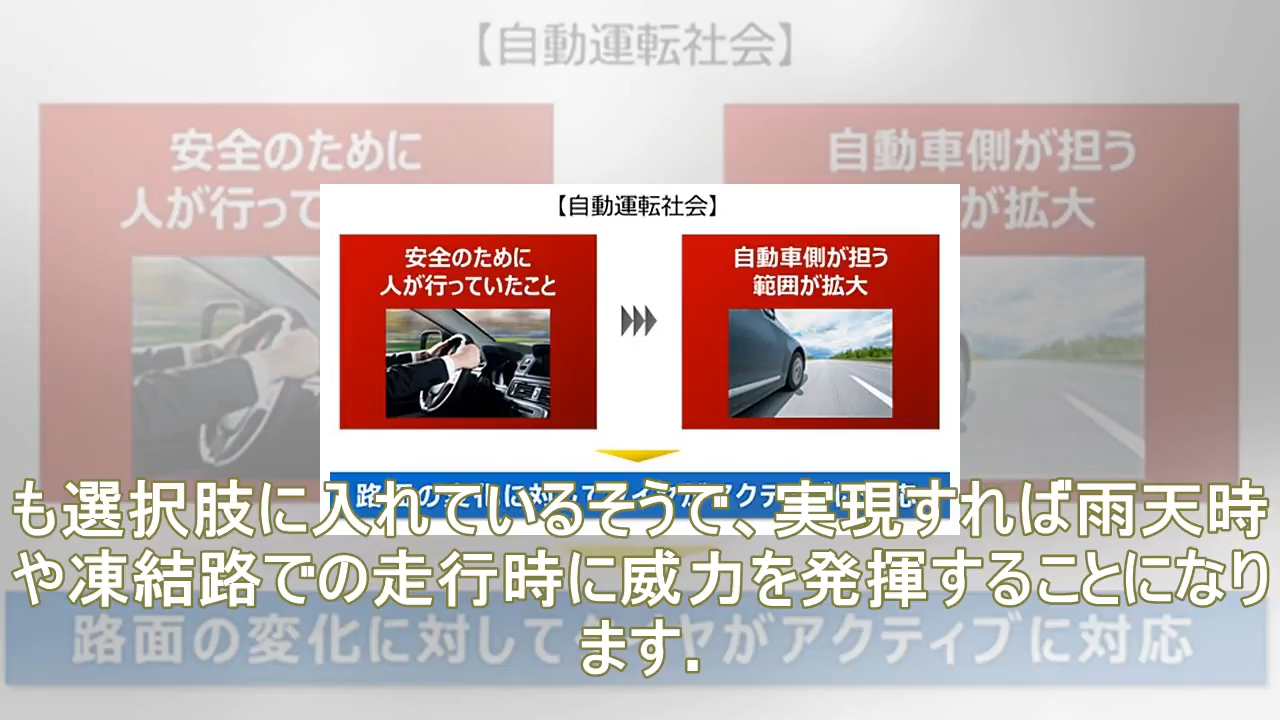 【自動運転社会】
安全のために
人が行って
自動車側が担う
が拡大
【自動運転社会】
安全のために
人が行っていたこと
自動車側が担う
範囲が拡大
も選択肢に入れているそうで、実現すれば雨天時
や凍結路での走行時に威力を発揮することになり
ます.
路面の変化に対して
ヤがアクティブに対応